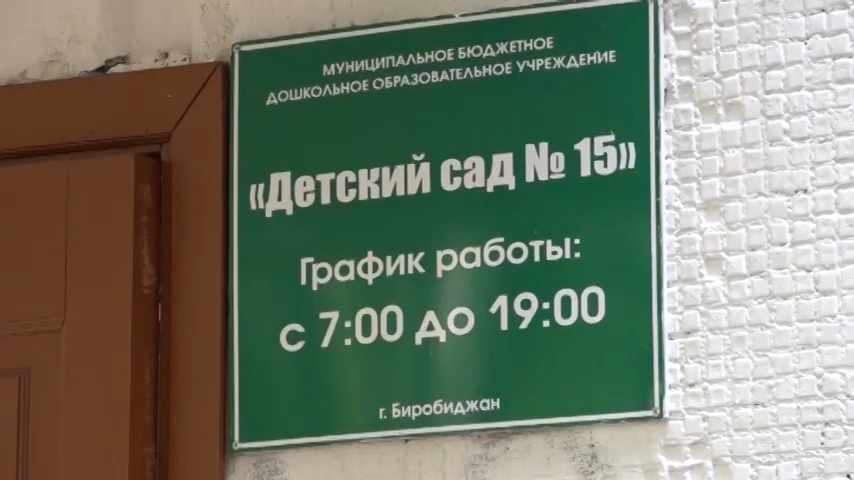 МУНИЦИПАЛЬНОЕ БЮДЖЕТНОЕ
ДОШКОЛЬНОЕ ОБРАЗОВАТЕЛЬНОЕ УЧРЕЖДЕНИЕ
«Детский сад № 15»
График работы:
с 7:00 до 19:00
г. Биробиджан